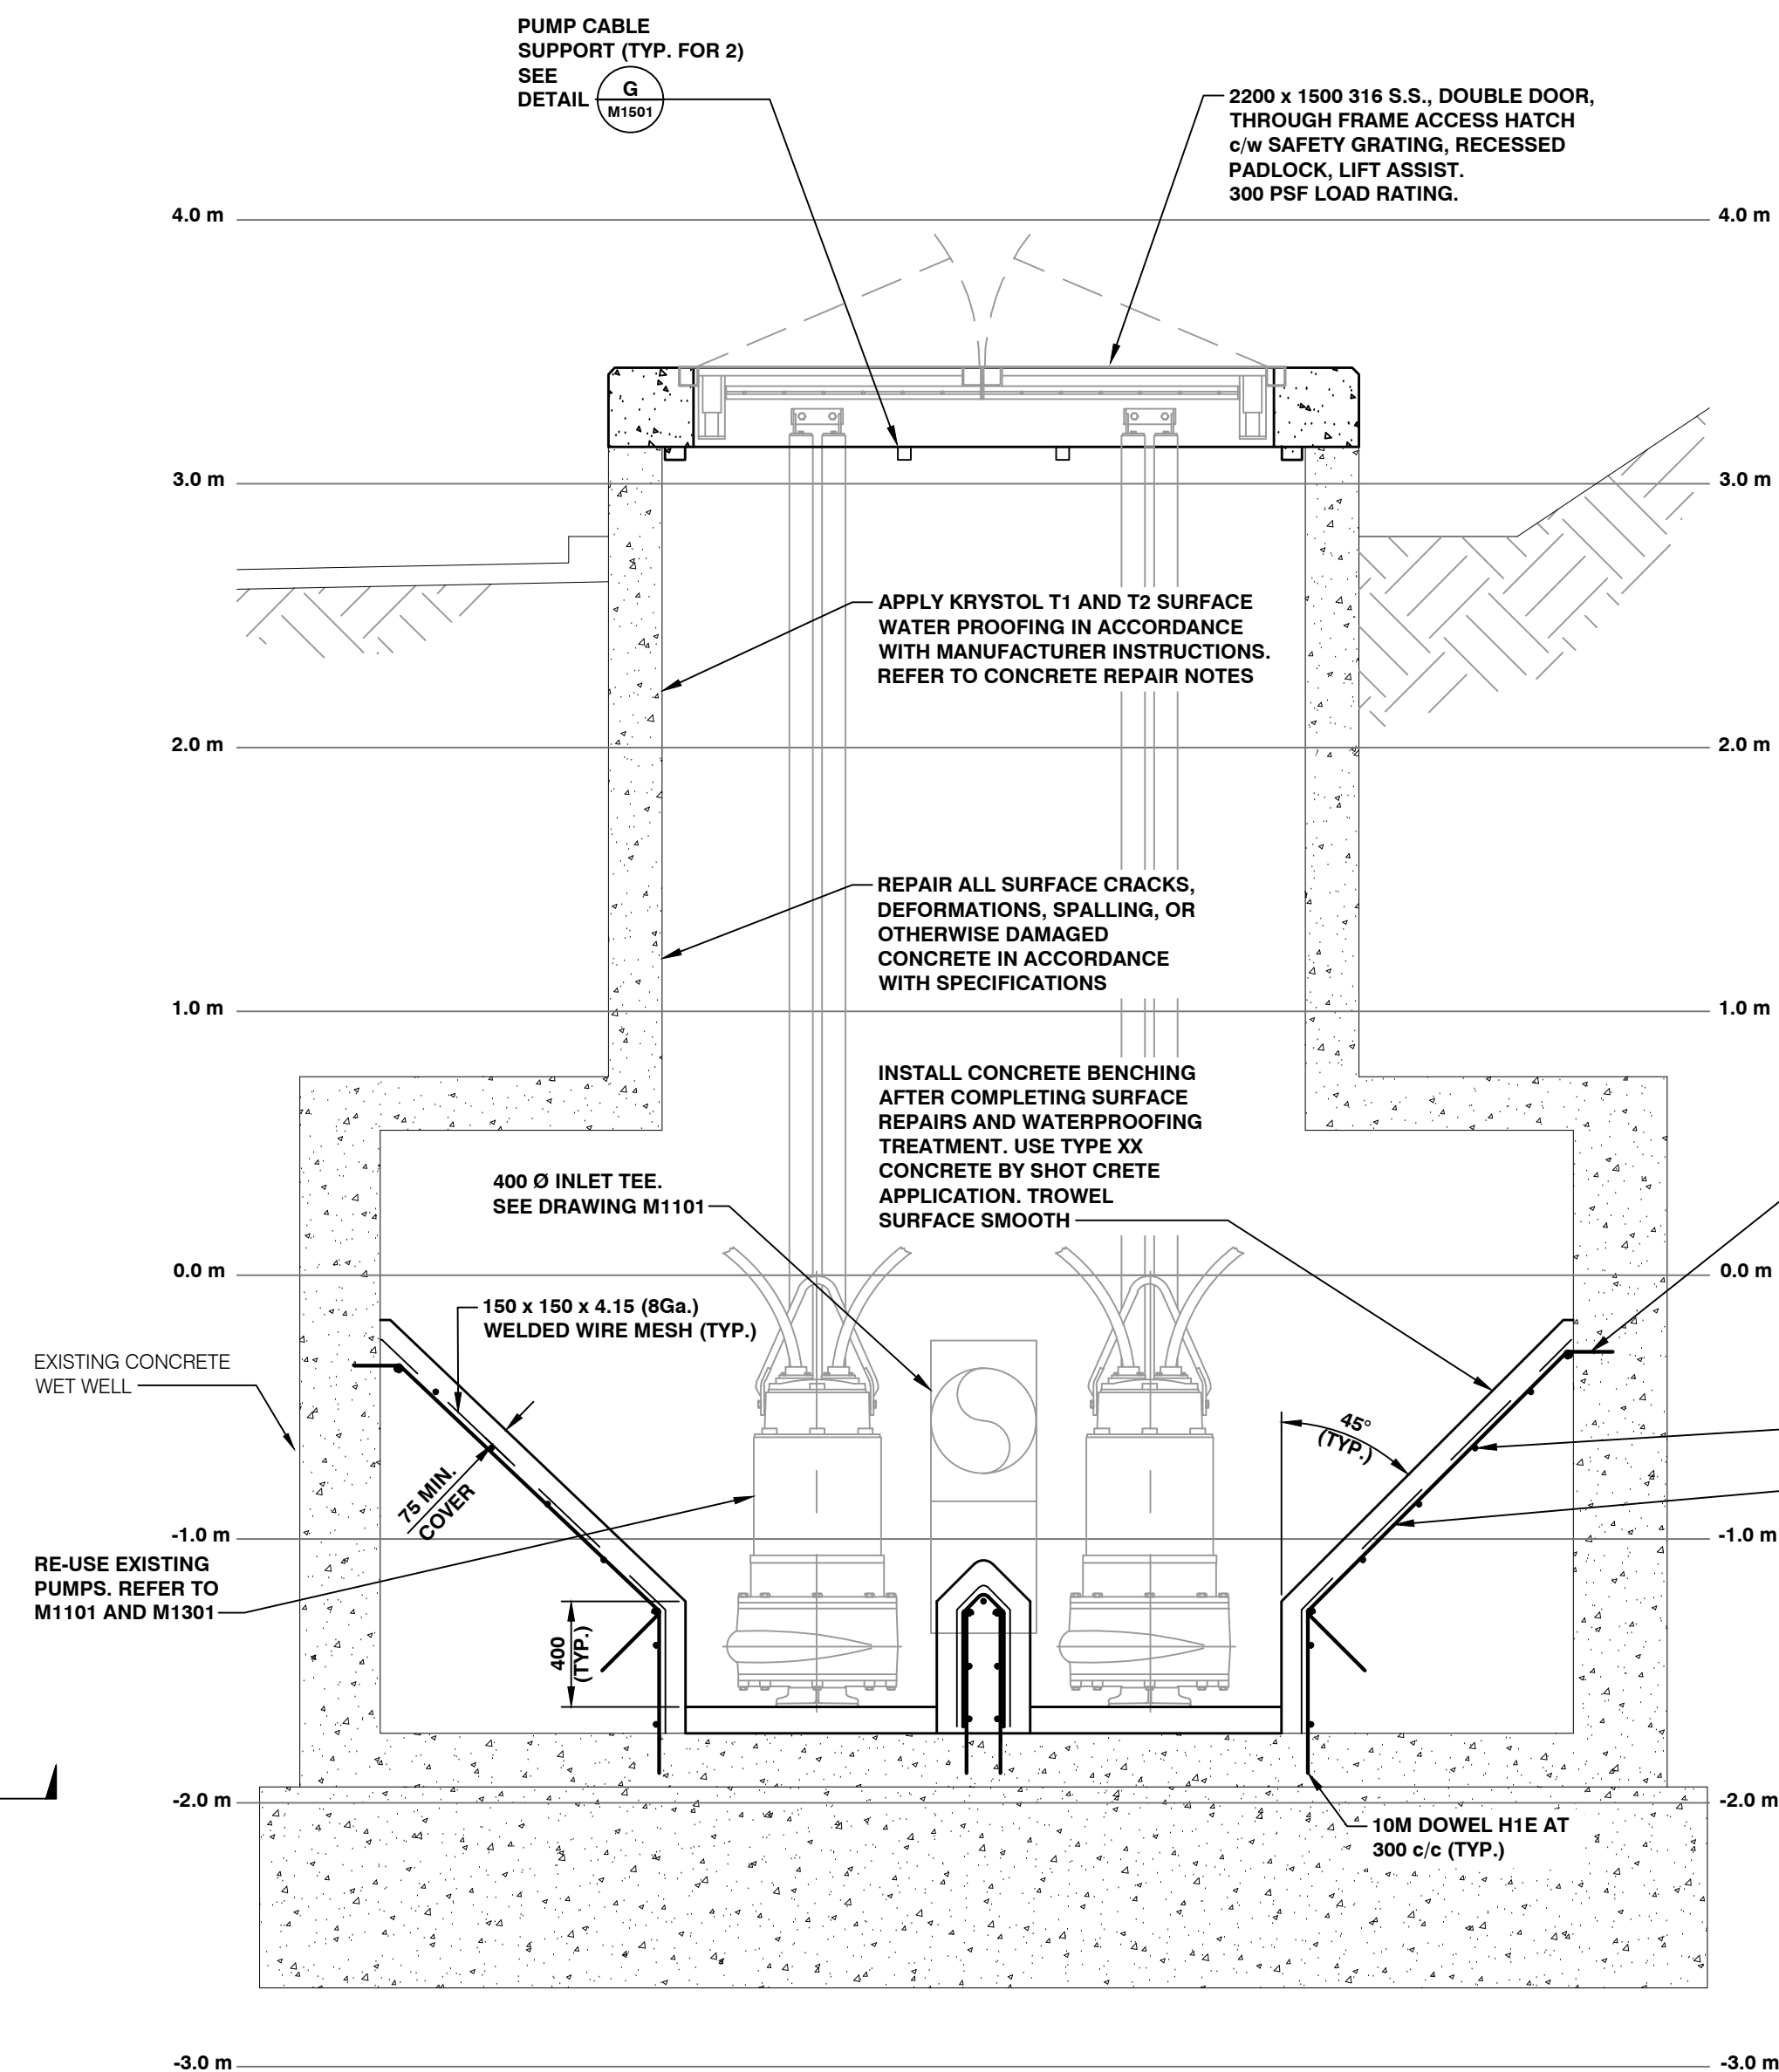 PUMP CABLE
SUPPORT (TYP. FOR 2)
SEE
DETAIL
G
M1501
2200 x 1500 316 S.S., DOUBLE DOOR,
THROUGH FRAME ACCESS HATCH
c/w SAFETY GRATING, RECESSED
PADLOCK, LIFT ASSIST.
300 PSF LOAD RATING.
4.0 m
4.0 m
3.0 m
3.0 m
APPLY KRYSTOL T1 AND T2 SURFACE
WATER PROOFING IN ACCORDANCE
WITH MANUFACTURER INSTRUCTIONS.
REFER TO CONCRETE REPAIR NOTES
2.0 m
2.0 m
REPAIR ALL SURFACE CRACKS,
DEFORMATIONS, SPALLING, OR
OTHERWISE DAMAGED
CONCRETE IN ACCORDANCE
WITH SPECIFICATIONS
1.0 m
1.0 m
INSTALL CONCRETE BENCHING
AFTER COMPLETING SURFACE
REPAIRS AND WATERPROOFING
TREATMENT. USE TYPE XX
CONCRETE BY SHOT CRETE
APPLICATION. TROWEL
SURFACE SMOOTH
400 Ø INLET TEE.
SEE DRAWING M1101
0.0 m
0.0 m
150 x 150 x 4.15 (8Ga.)
WELDED WIRE MESH (TYP.)
EXISTING CONCRETE
WET WELL
45°
(TYP.)
75 MIN.
COVER
-1.0 m
-1.0 m
RE-USE EXISTING
PUMPS. REFER TO
M1101 AND M1301
400
(TYP.)
-2.0 m
-2.0 m
10M DOWEL H1E AT
300 c/c (TYP.)
-3.0 m
-3.0 m